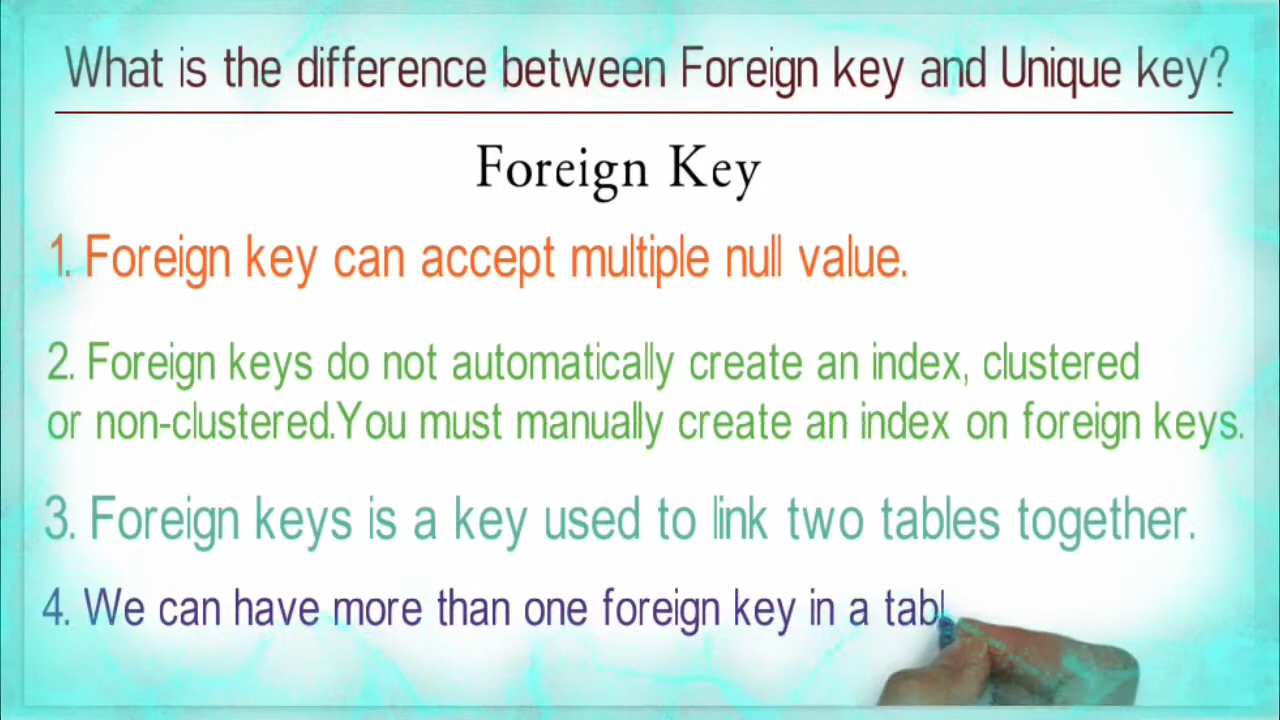 What is the difference between Foreign key and Unique key?
Foreign Key
1. Foreign key can accept multiple null value.
2. Foreign keys do not automatically create an index, clustered
or non-clustered.You must manually create an index on foreign keys.
3. Foreign keys is a key used to link two tables together.
4. We can have more than one foreign key in a tabl